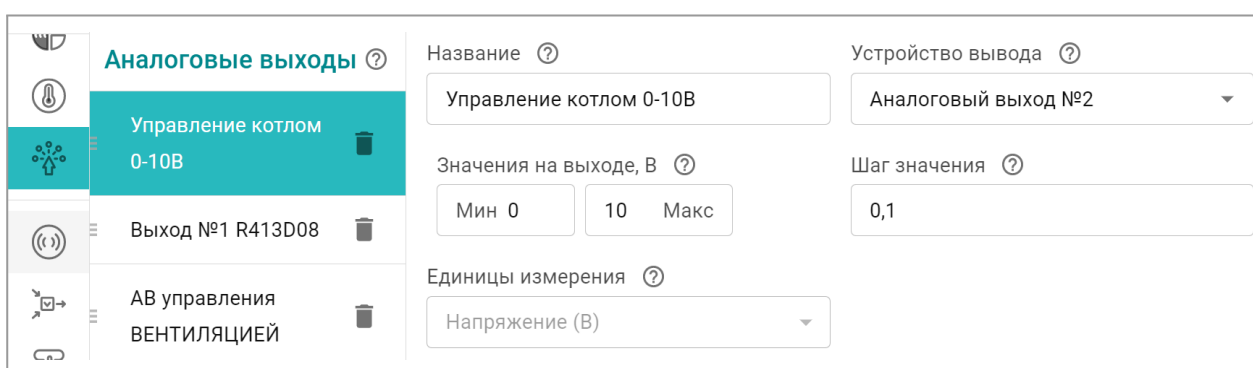 Аналоговые выходы
Управление котлом
0-10В
Выход №1 R413D08
АВ управления
ВЕНТИЛЯЦИЕЙ
Название
Управление котлом 0-10В
Устройство вывода
Аналоговый выход №2
Значения на выходе, В
Мин 0
10 Макс
Шаг значения
0,1
Единицы измерения
Напряжение (В)